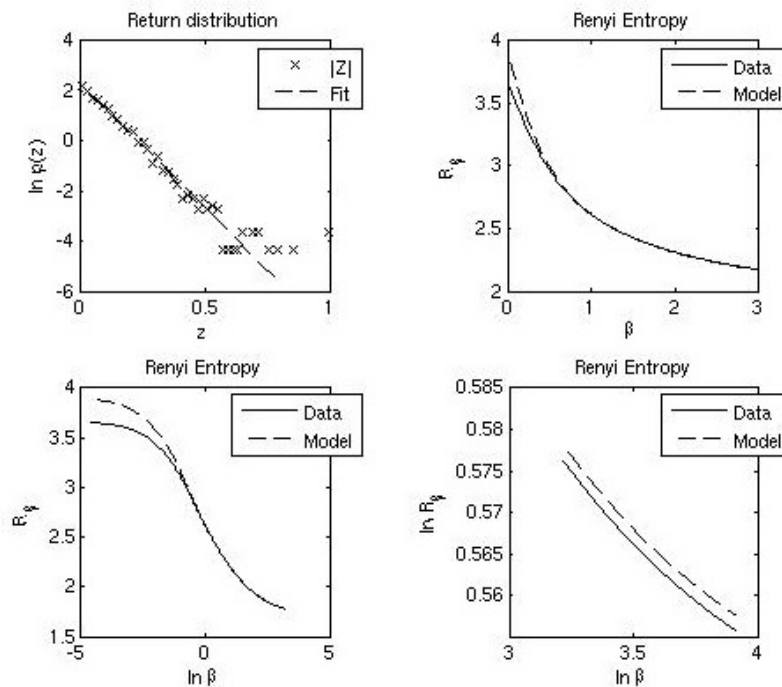 Return distribution
4
2
0
-2
-4
-6
ln p(z)
|Z|
Fit
0
0.5
1
z
Renyi Entropy
4
3.5
3
2.5
2
Rβ
Data
Model
0
1
2
3
β
Renyi Entropy
4
3.5
3
2.5
2
1.5
Rβ
Data
Model
-5
0
5
ln β
Renyi Entropy
0.585
0.58
0.575
0.57
0.565
0.56
ln Rβ
Data
Model
3
3.5
4
ln β